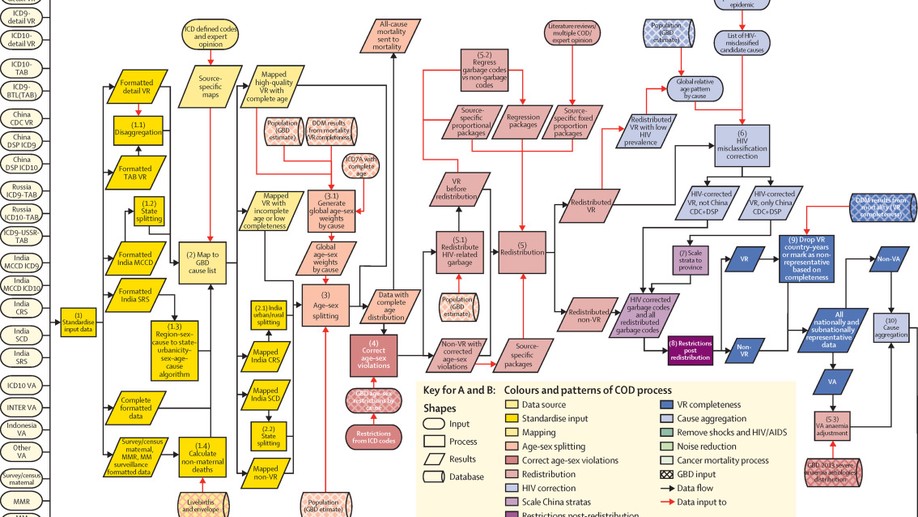 ICD9-
detail VR
ICD10-
detail VR
ICD10-
TAB
ICD9-
BTL(TAB)
China
CDC VR
China
DSP ICD9
China
DSP ICD10
Russia
ICD9-TAB
Russia
ICD10-TAB
ICD9-USSR-
TAB
India
MCCD ICD9
India
MCCD ICD10
India
CRS
India
SCD
India
SRS
ICD10 VA
INTER VA
Indonesia
VA
Other
VA
Survey/census
maternal
MMR
(1)
Standardise
input data
Formatted
detail VR
(1.1)
Disaggregation
Formatted
TAB VR
(1.2)
State
splitting
Formatted
India MCCD
Formatted
India SRS
(1.3)
Region-sex-
cause to state-
urbanicity-
sex-age-
cause
algorithm
Complete
formatted
data
Survey/census
maternal,
MMR, MM
surveillance
formatted data
ICD defined codes
and expert
opinion
Source-
specific
maps
(2) Map to
GBD
cause list
(1.4)
Calculate
non-maternal
deaths
Livebirths
and envelope
Mapped
high-quality
VR with
complete age
Mapped
VR with
incomplete
age or low
completeness
(2.1) India
urban/rural
splitting
Mapped
India CRS
Mapped
India SCD
(2.2)
State
splitting
Mapped
non-VR
Population
(GBD
estimate)
DDM results
from mortality
(VR completeness)
ICD7A with
complete
age
(3.1)
Generate
global age-sex
weights
by cause
Global
age-sex
weights
by cause
(3)
Age-sex
splitting
Population
(GBD estimate)
All-cause
mortality
sent to
mortality
Data with
complete
age
distribution
(4)
Correct
age-sex
violations
GBD age-sex
restrictions by
cause
Restrictions
from ICD codes
VR
before
redistribution
(5.1)
Redistribute
HIV-related
garbage
Population
(GBD
estimate)
Non-VR with
corrected
age-sex
violations
(5.2)
Regress
garbage codes
vs non-garbage
codes
Source-
specific
proportional
packages
Regression
packages
Literature reviews/
multiple COD/
expert opinion
Source-
specific fixed
proportion
packages
(5)
Redistribution
Source-
specific
packages
Redistributed
VR
Redistributed
non-VR
Population
(GBD
estimate)
Redistributed
VR with low
HIV
prevalence
epidemic
List of HIV-
misclassified
candidate causes
Global relative
age pattern
by cause
(6)
HIV
misclassification
correction
HIV-corrected
VR, not China
CDC+DSP
HIV-corrected
VR, only China
CDC+DSP
(7) Scale
strata to
province
HIV corrected
garbage codes
and all
redistributed
garbage codes
(8) Restrictions
post
redistribution
VR
Non-
VR
(9) Drop VR
country-years
or mark as non-
representative
based on
completeness
All
nationally and
subnationally
representative
data
VA
Non-VA
(10)
Cause
aggregation
(5.3)
VA anaemia
adjustment
GBD 2013 severe
anaemia aetiology
distribution
Key for A and B:
Shapes
Input
Process
Results
Database
Colours and patterns of COD process
Data source
Standardise input
Mapping
Age-sex splitting
Correct age-sex violations
Redistribution
HIV correction
Scale China stratas
Restrictions post-redistribution
VR completeness
Cause aggregation
Remove shocks and HIV/AIDS
Noise reduction
Cancer mortality process
GBD input
Data flow
Data input to